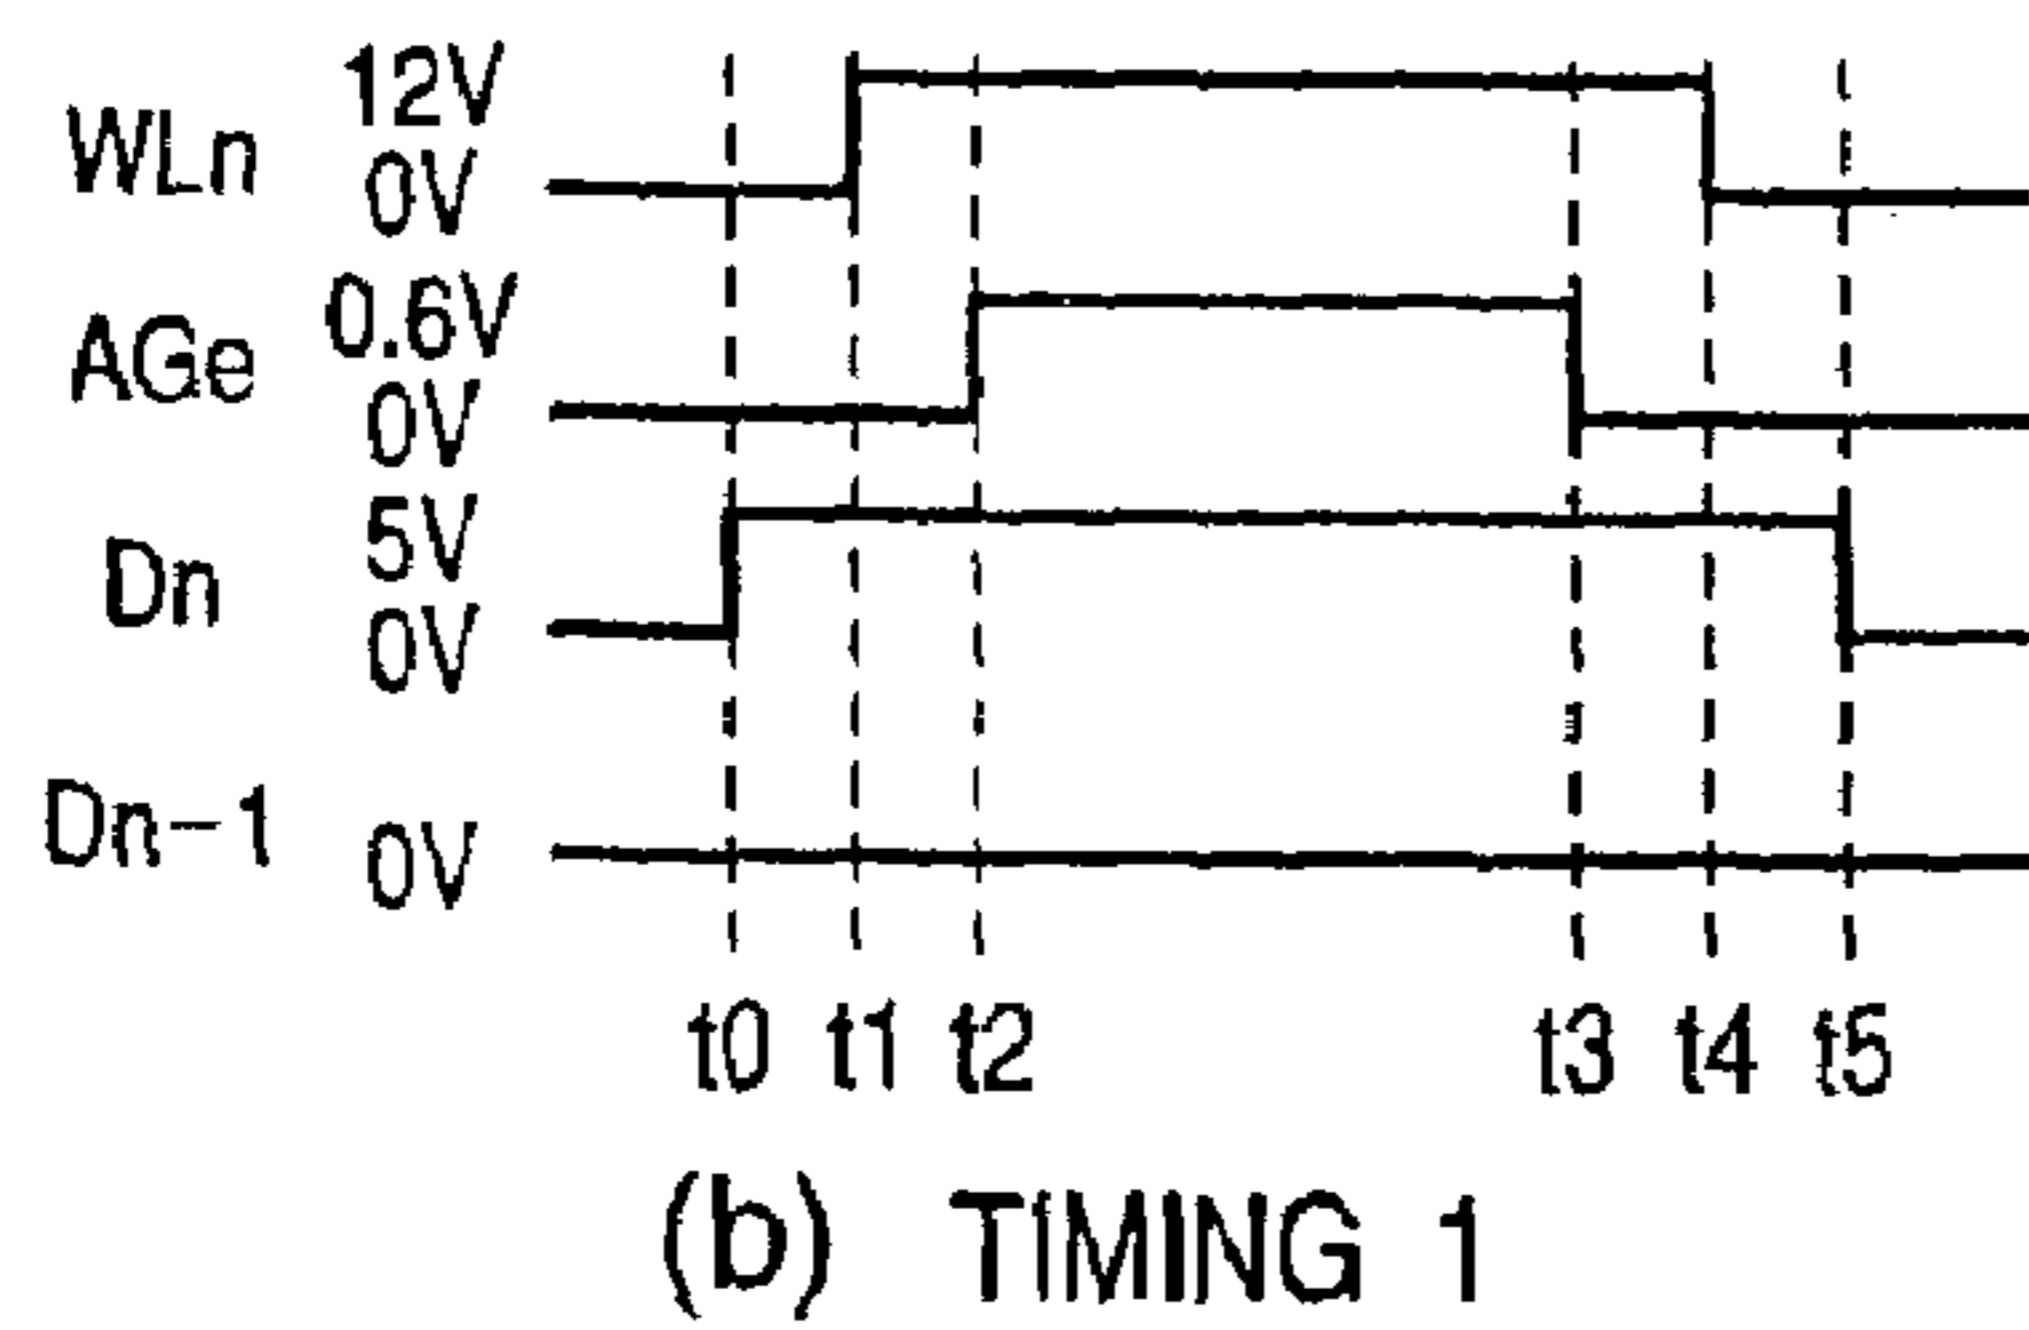 WLn 12V
0V
AGe 0.6V
0V
Dn 5V
0V
Dn-1 0V
t0 t1 t2 t3 t4 t5
(b) TIMING 1